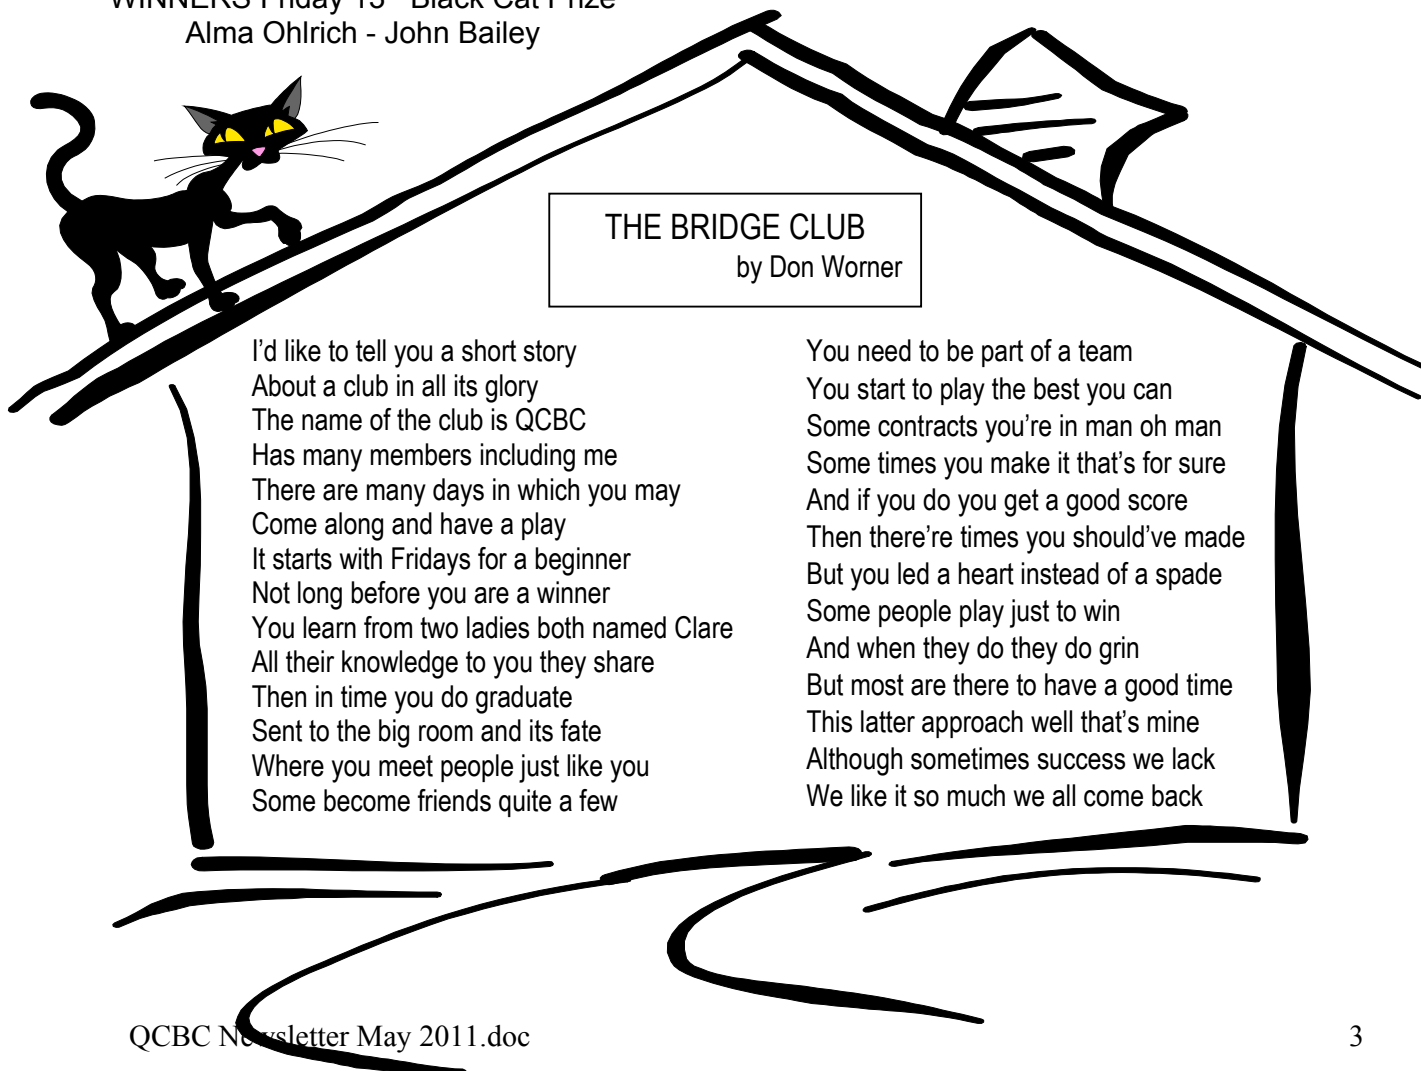 WINNERS Friday 13 Black Cat Prize
Alma Ohlrich - John Bailey
THE BRIDGE CLUB
by Don Worner
I'd like to tell you a short story
About a club in all its glory
The name of the club is QCBC
Has many members including me
There are many days in which you may
Come along and have a play
It starts with Fridays for a beginner
Not long before you are a winner
You learn from two ladies both named Clare
All their knowledge to you they share
Then in time you do graduate
Sent to the big room and its fate
Where you meet people just like you
Some become friends quite a few
You need to be part of a team
You start to play the best you can
Some contracts you're in man oh man
Some times you make it that's for sure
And if you do you get a good score
Then there're times you should've made
But you led a heart instead of a spade
Some people play just to win
And when they do they do grin
But most are there to have a good time
This latter approach well that's mine
Although sometimes success we lack
We like it so much we all come back
QCBC Newsletter May 2011.doc
3